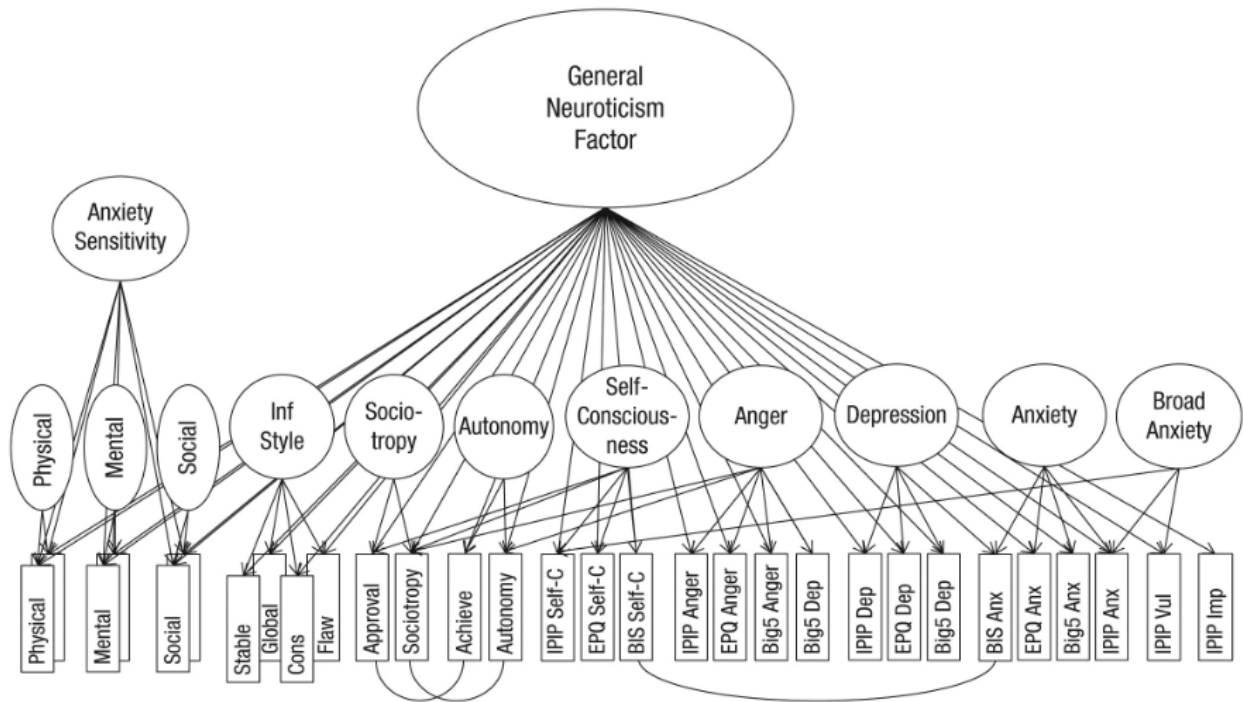 General
Neuroticism
Factor
Anxiety
Sensitivity
Physical
Mental
Social
Inf
Style
Socio-
tropy
Autonomy
Self-
Conscious-
ness
Anger
Depression
Anxiety
Broad
Anxiety
Physical
Mental
Social
Stable
Global
Cons
Flaw
Approval
Sociotropy
Achieve
Autonomy
IPIP Self-C
EPQ Self-C
BIS Self-C
IPIP Anger
EPQ Anger
Big5 Anger
Big5 Dep
IPIP Dep
EPQ Dep
Big5 Dep
BIS Anx
EPQ Anx
Big5 Anx
IPIP Anx
IPIP Vul
IPIP Imp